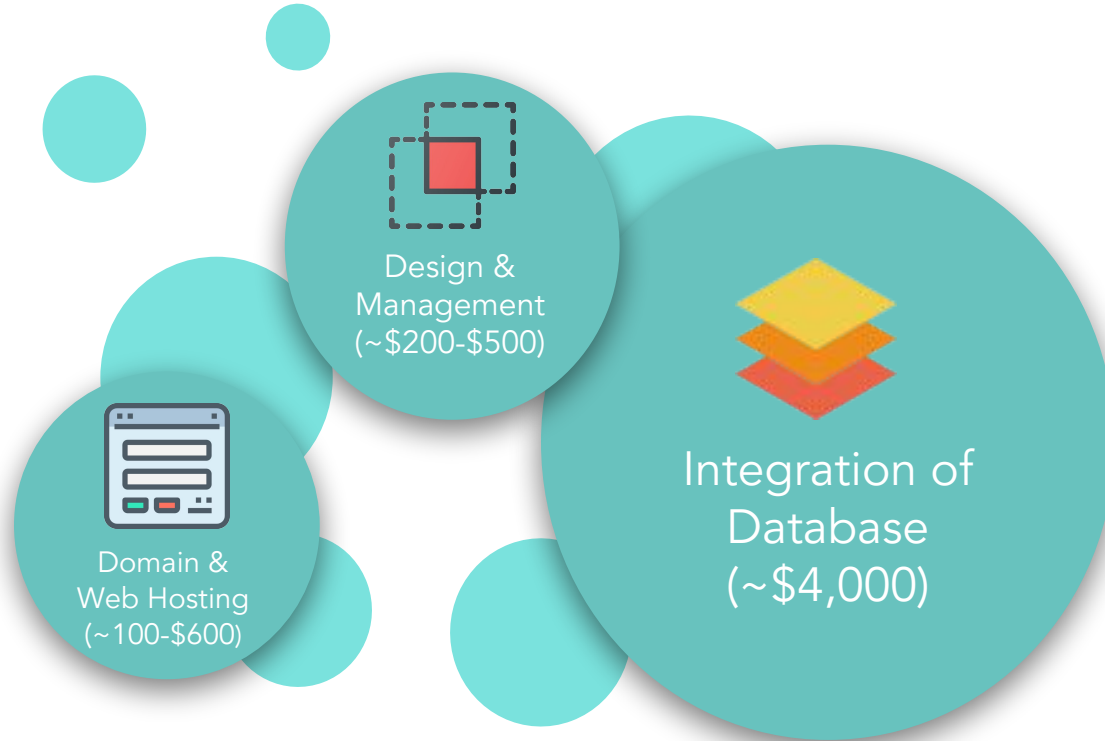 Design &
Management
(~$200-$500)
Integration of
Database
(~$4,000)
Domain &
Web Hosting
(~100-$600)